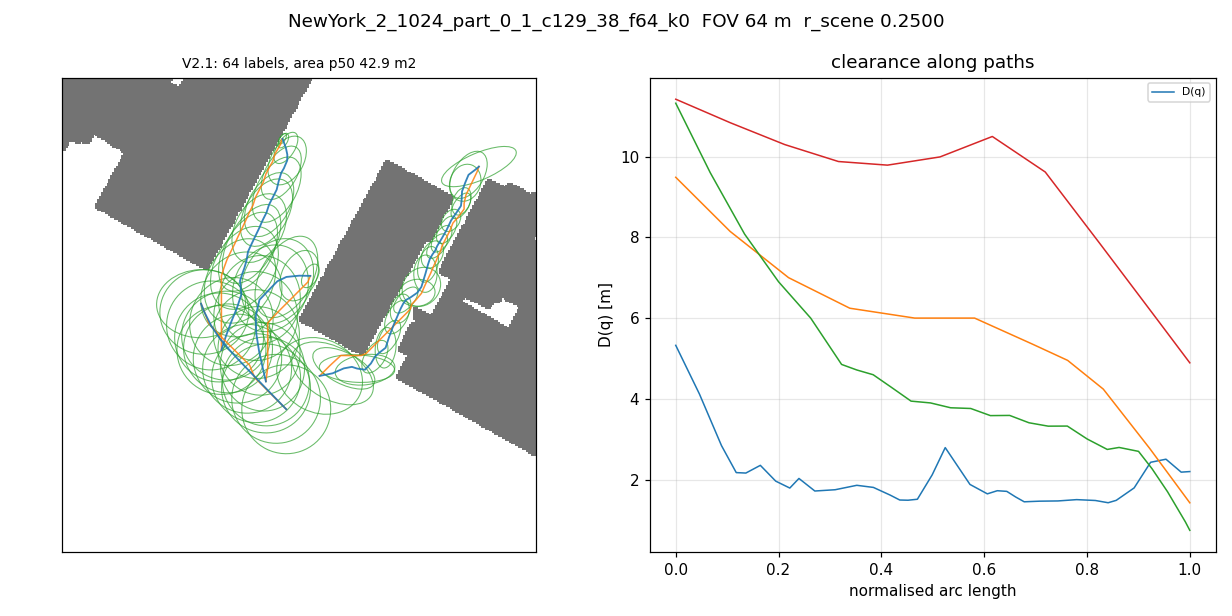 NewYork_2_1024_part_0_1_c129_38_f64_k0  FOV 64 m  r_scene 0.2500
V2.1: 64 labels, area p50 42.9 m2
clearance along paths
D(q)
D(q) [m]
10
8
6
4
2
0.0 0.2 0.4 0.6 0.8 1.0
normalised arc length